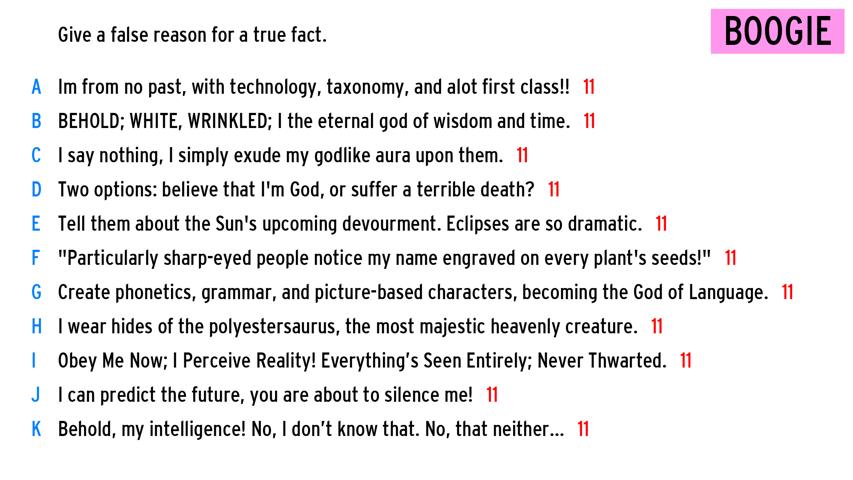 Give a false reason for a true fact.
BOOGIE
A Im from no past, with technology, taxonomy, and alot first class!! 11
B BEHOLD; WHITE, WRINKLED; I the eternal god of wisdom and time. 11
C I say nothing, I simply exude my godlike aura upon them. 11
D Two options: believe that I'm God, or suffer a terrible death? 11
E Tell them about the Sun's upcoming devourment. Eclipses are so dramatic. 11
F "Particularly sharp-eyed people notice my name engraved on every plant's seeds!" 11
G Create phonetics, grammar, and picture-based characters, becoming the God of Language. 11
H I wear hides of the polyestersaurus, the most majestic heavenly creature. 11
I Obey Me Now; I Perceive Reality! Everything’s Seen Entirely; Never Thwarted. 11
J I can predict the future, you are about to silence me! 11
K Behold, my intelligence! No, I don’t know that. No, that neither... 11